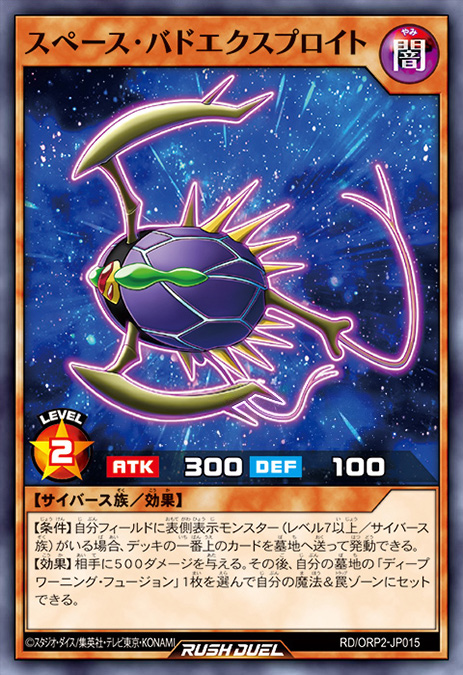 スペース・バドエクスプロイト
やみ
闇
LEVEL
2
ATK 300 DEF 100
【サイバース族/効果】
【条件】自分フィールドに表側表示モンスター(レベル7以上/サイバース
族)がいる場合、デッキの一番上のカードを墓地へ送って発動できる。
【効果】相手に500ダメージを与える。その後、自分の墓地の「ディープ
ワーニング・フュージョン」1枚を選んで自分の魔法&罠ゾーンにセット
できる。
©スタジオ・ダイス/集英社・テレビ東京・KONAMI
RUSH DUEL
RD/ORP2-JP015